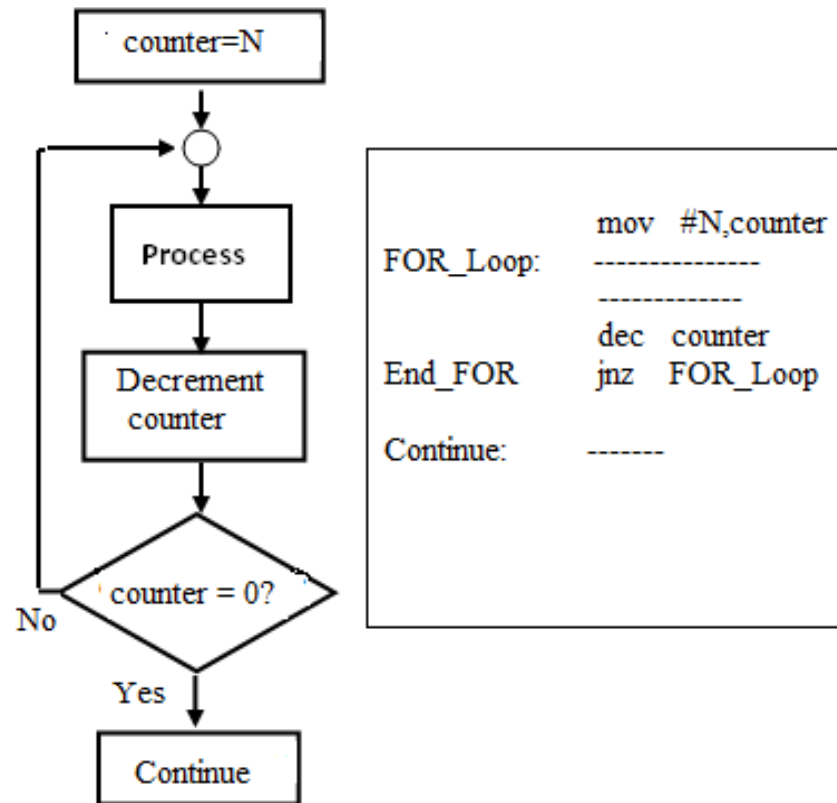 counter=N
Process
Decrement
counter
counter = 0?
No
Yes
Continue
mov #N,counter
FOR_Loop: ---------------
-------------
dec counter
End_FOR jnz FOR_Loop
Continue: -------